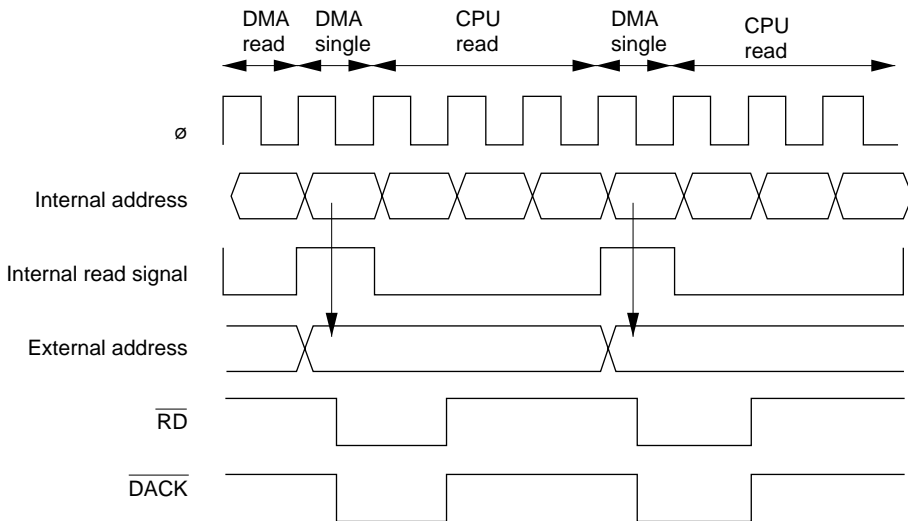 DMA
read
DMA
single
CPU
read
DMA
single
CPU
read
ø
Internal address
Internal read signal
External address
RD
DACK